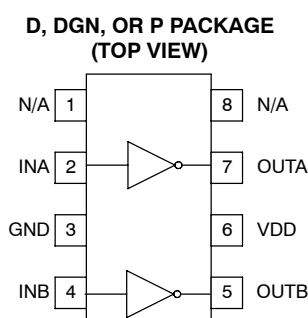 D, DGN, OR P PACKAGE
(TOP VIEW)
N/A 1 8 N/A
INA 2 7 OUTA
GND 3 6 VDD
INB 4 5 OUTB